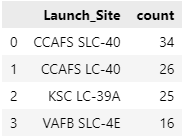 Launch_Site count
0 CCAFS SLC-40 34
1 CCAFS LC-40 26
2 KSC LC-39A 25
3 VAFB SLC-4E 16